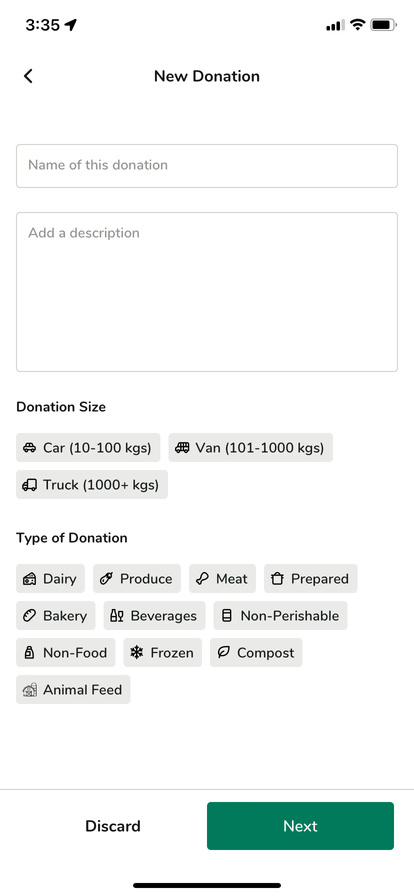 3:35
New Donation
Name of this donation
Add a description
Donation Size
Car (10-100 kgs) Van (101-1000 kgs)
Truck (1000+ kgs)
Type of Donation
Dairy Produce Meat Prepared
Bakery Beverages Non-Perishable
Non-Food Frozen Compost
Animal Feed
Discard Next